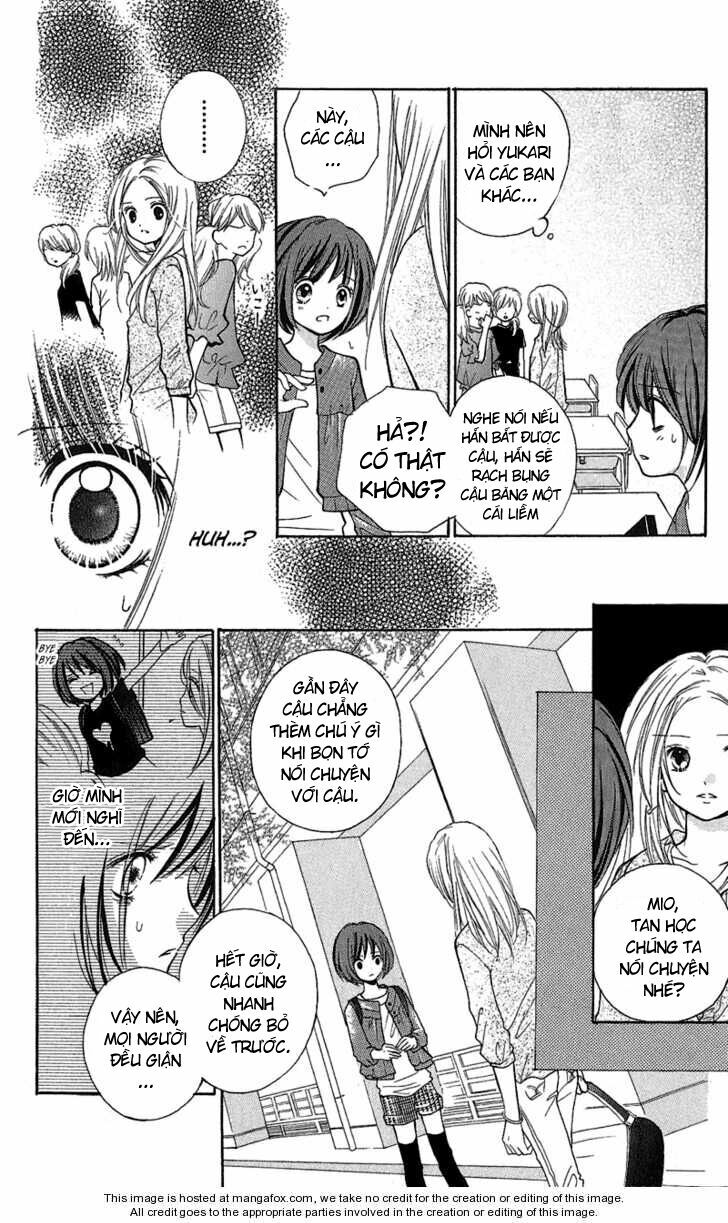 MÌNH NÊN
HỎI YUKARI
VÀ CÁC BẠN
KHÁC...
NGHE NÓI NẾU
HẮN BẮT ĐƯỢC
CẬU, HẮN SẼ
RẠCH BỤNG
CẬU BẰNG MỘT
CÁI LIỀM
NÀY,
CÁC CẬU
...
HẢ?!
CÓ THẬT
KHÔNG?
........
HUH...?
MIO,
TAN HỌC
CHÚNG TA
NÓI CHUYỆN
NHÉ?
GẦN ĐÂY
CẬU CHẲNG
THÈM CHÚ Ý GÌ
KHI BỌN TỚ
NÓI CHUYỆN
VỚI CẬU.
HẾT GIỜ,
CẬU CŨNG
NHANH
CHÓNG BỎ
VỀ TRƯỚC.
BYE
BYE
GIỜ MÌNH
MỚI NGHĨ
ĐẾN...
VẬY NÊN,
MỌI NGƯỜI
ĐỀU GIẬN
...
This image is hosted at mangafox.com, we take no credit for the creation or editing of this image.
All credit goes to the appropriate parties involved in the creation or editing of this image.